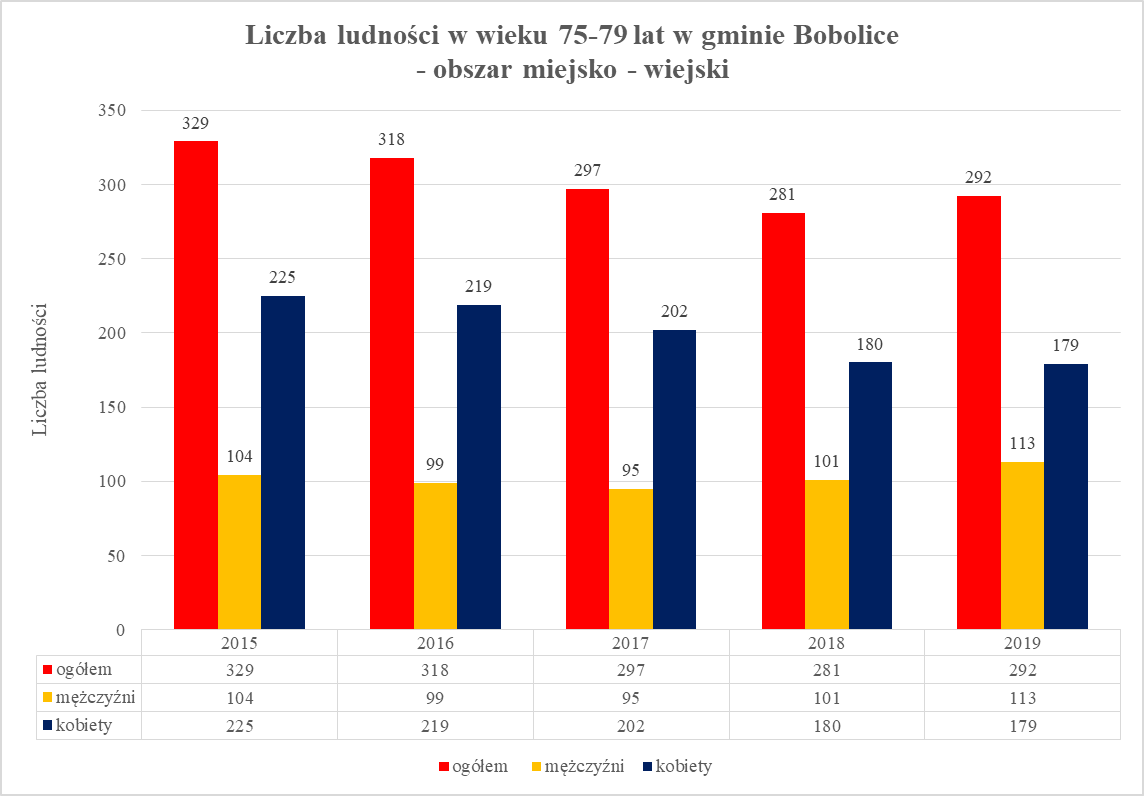 Liczba ludności w wieku 75-79 lat w gminie Bobolice
- obszar miejsko - wiejski
Liczba ludności
350
300
250
200
150
100
50
0
329
104
225
318
99
219
297
95
202
281
101
180
292
113
179
2015 2016 2017 2018 2019
ogółem 329 318 297 281 292
mężczyźni 104 99 95 101 113
kobiety 225 219 202 180 179
ogółem mężczyźni kobiety